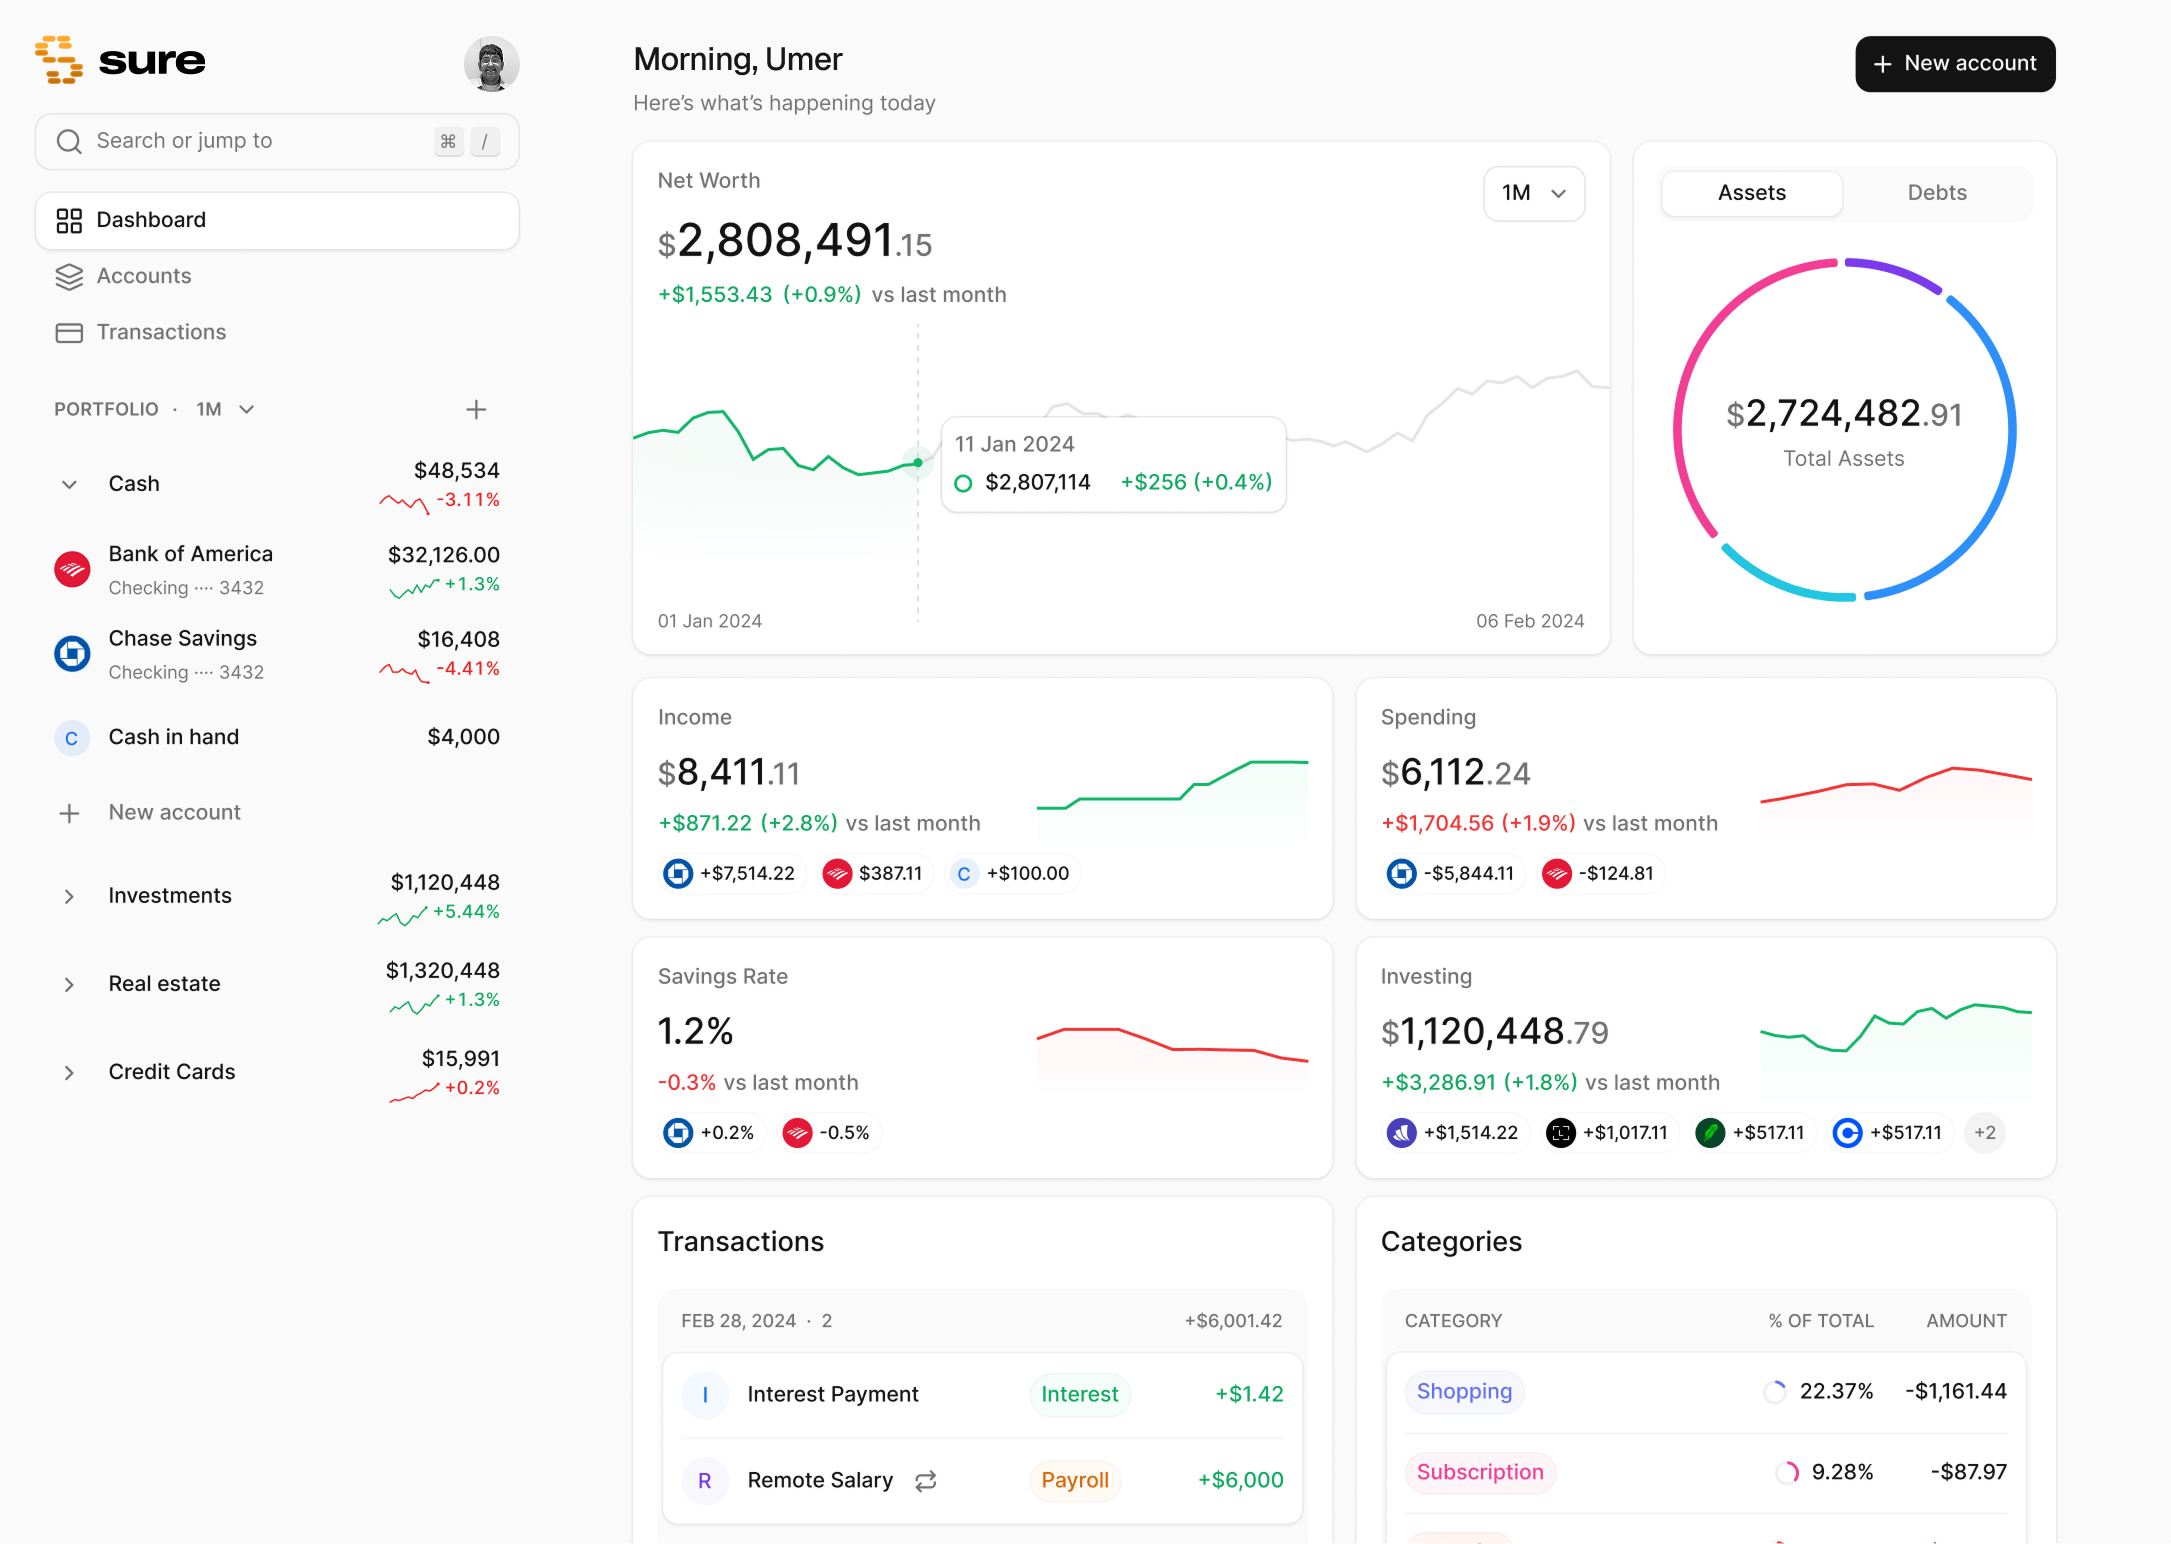 sure
Search or jump to ⌘ /
Dashboard
Accounts
Transactions
PORTFOLIO · 1M
Cash $48,534
-3.11%
Bank of America $32,126.00
Checking ···· 3432 +1.3%
Chase Savings $16,408
Checking ···· 3432 -4.41%
C Cash in hand $4,000
New account
Investments $1,120,448
+5.44%
Real estate $1,320,448
+1.3%
Credit Cards $15,991
+0.2%
Morning, Umer
Here's what's happening today
+ New account
Net Worth
1M
$2,808,491.15
+$1,553.43 (+0.9%) vs last month
11 Jan 2024
$2,807,114 +$256 (+0.4%)
01 Jan 2024 06 Feb 2024
Assets Debts
$2,724,482.91
Total Assets
Income
$8,411.11
+$871.22 (+2.8%) vs last month
+$7,514.22 $387.11 C +$100.00
Spending
$6,112.24
+$1,704.56 (+1.9%) vs last month
-$5,844.11 -$124.81
Savings Rate
1.2%
-0.3% vs last month
+0.2% -0.5%
Investing
$1,120,448.79
+$3,286.91 (+1.8%) vs last month
+$1,514.22 +$1,017.11 +$517.11 +$517.11 +2
Transactions
FEB 28, 2024 · 2 +$6,001.42
I Interest Payment Interest +$1.42
R Remote Salary Payroll +$6,000
Categories
CATEGORY % OF TOTAL AMOUNT
Shopping 22.37% -$1,161.44
Subscription 9.28% -$87.97